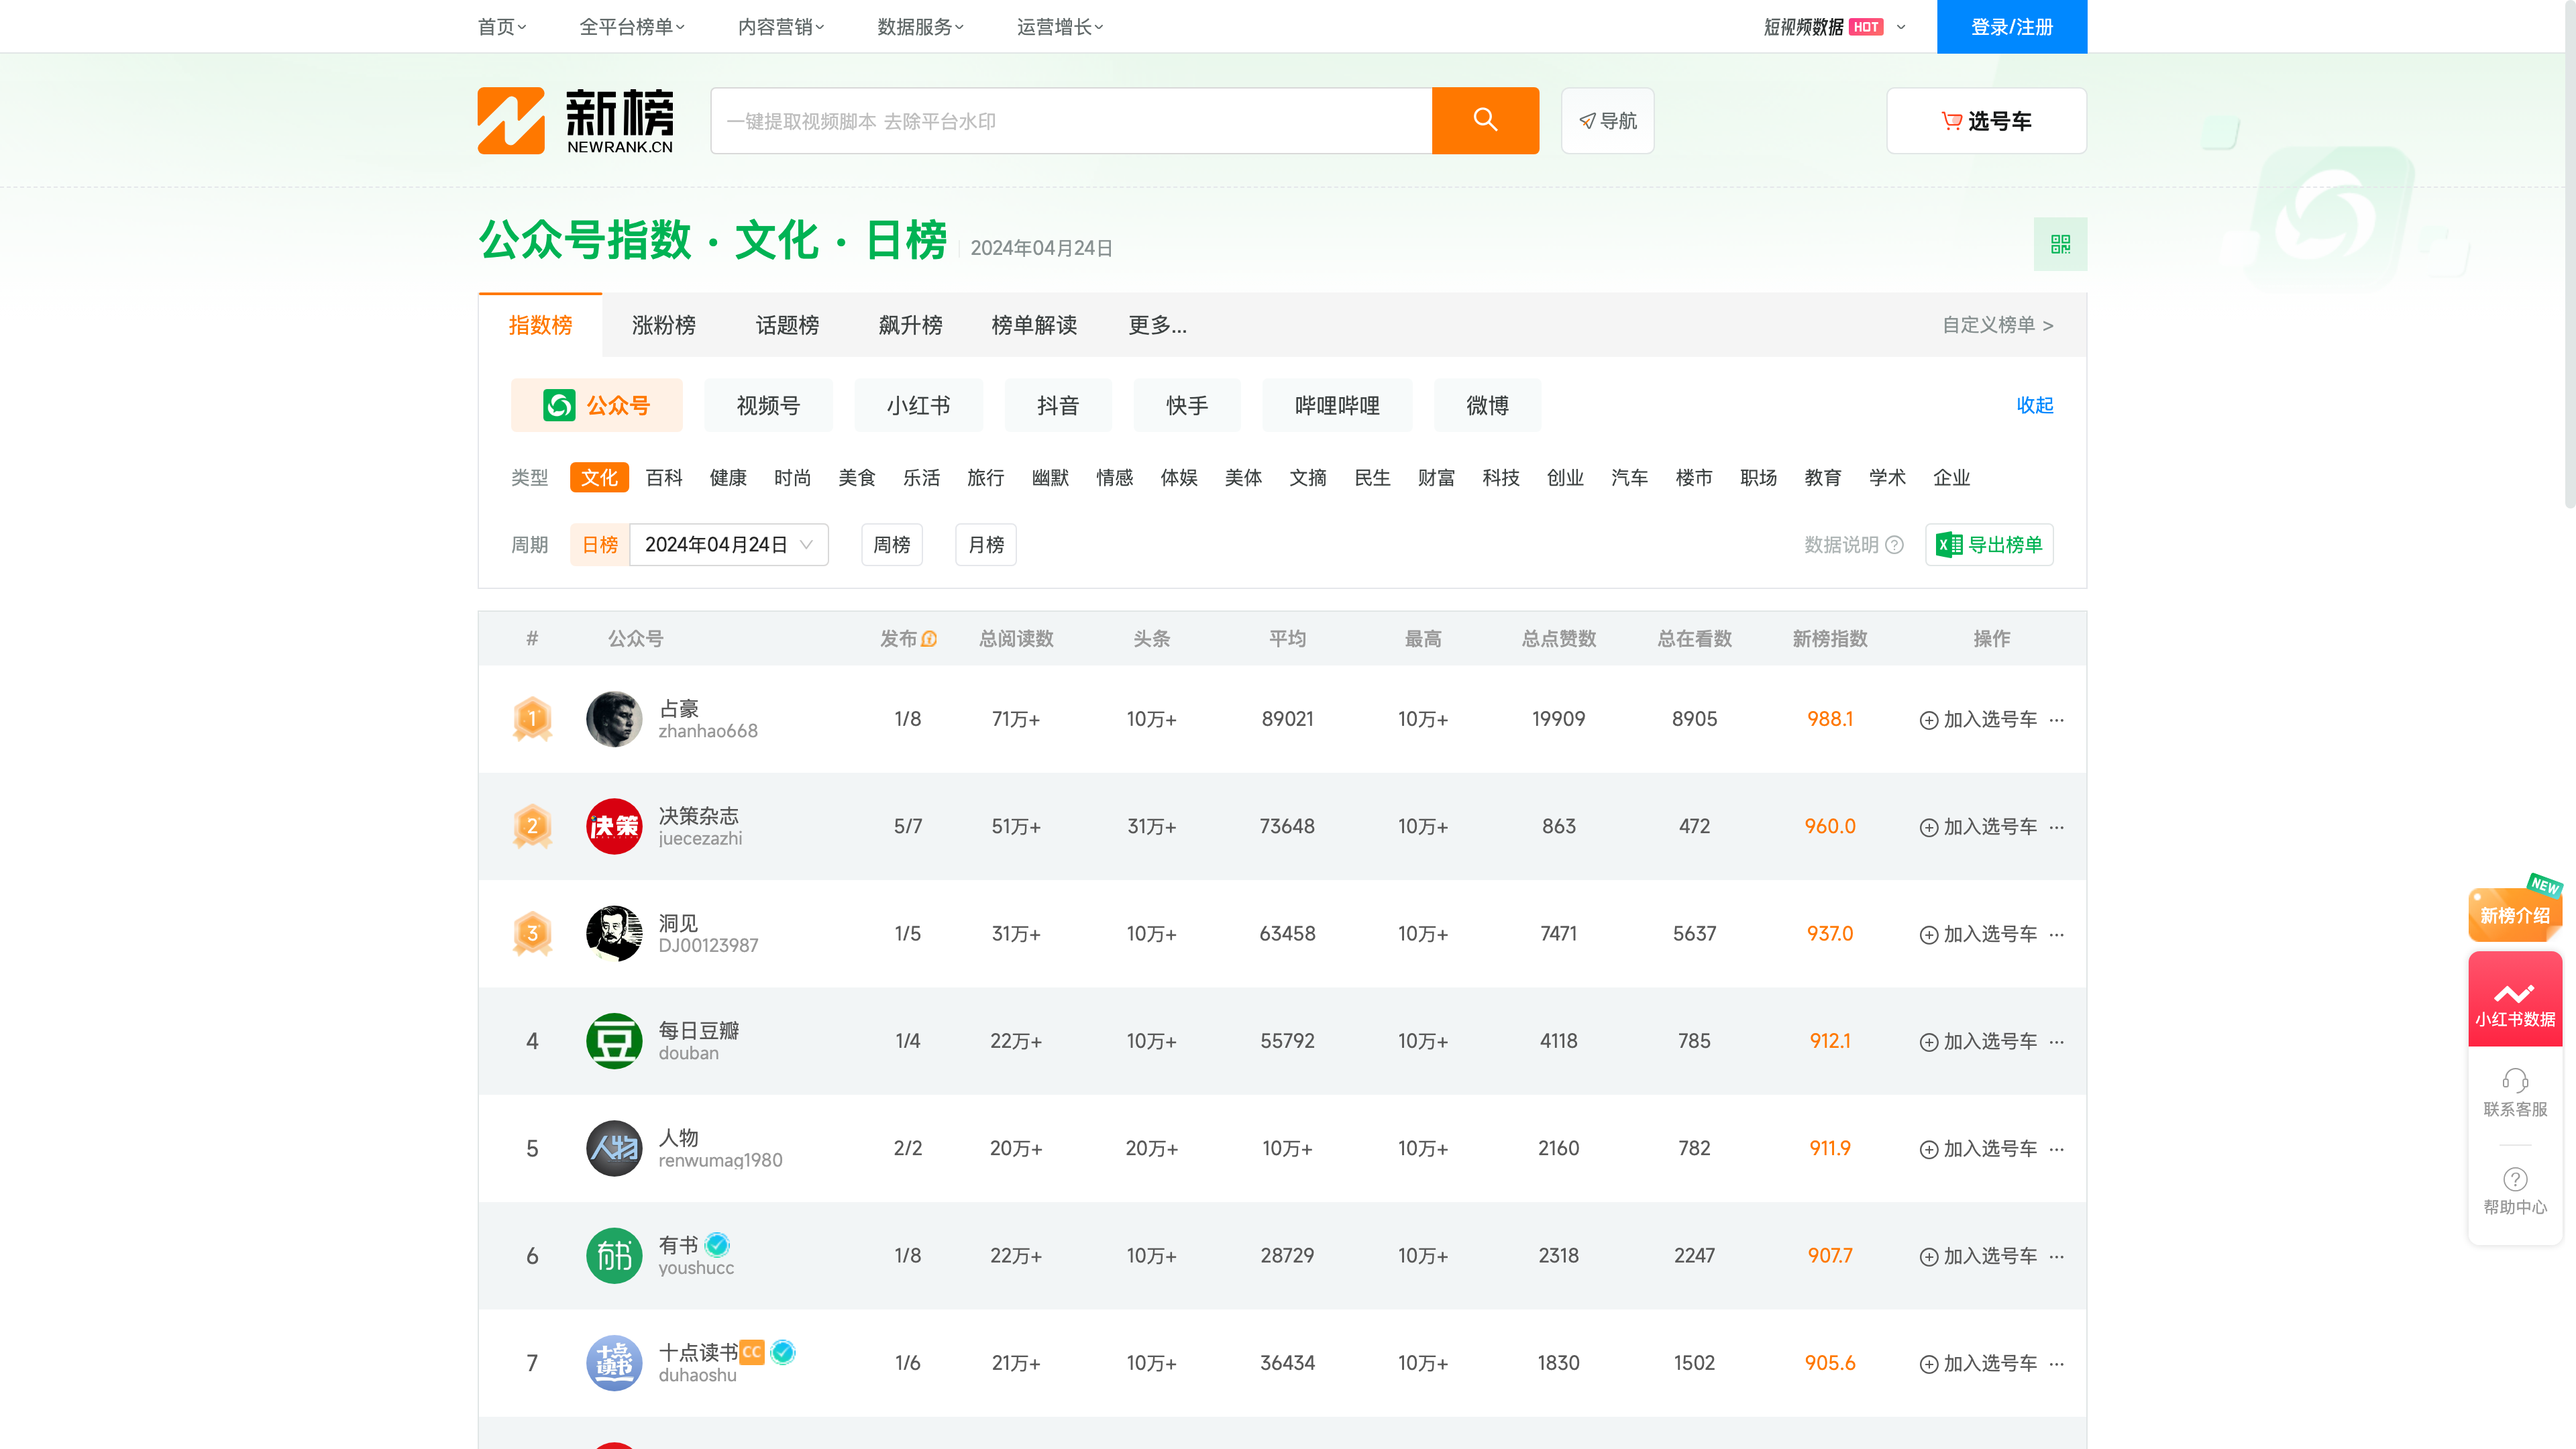 首页 全平台榜单 内容营销 数据服务 运营增长 短视频数据 HOT 登录/注册
新榜
NEWRANK.CN
一键提取视频脚本 去除平台水印
导航
选号车
公众号指数 · 文化 · 日榜 2024年04月24日
指数榜 涨粉榜 话题榜 飙升榜 榜单解读 更多... 自定义榜单 >
公众号 视频号 小红书 抖音 快手 哔哩哔哩 微博 收起
类型 文化 百科 健康 时尚 美食 乐活 旅行 幽默 情感 体娱 美体 文摘 民生 财富 科技 创业 汽车 楼市 职场 教育 学术 企业
周期 日榜 2024年04月24日 周榜 月榜 数据说明 ? 导出榜单
# 公众号 发布 总阅读数 头条 平均 最高 总点赞数 总在看数 新榜指数 操作
1 占豪 1/8 71万+ 10万+ 89021 10万+ 19909 8905 988.1 加入选号车 ···
zhanhao668
2 决策 决策杂志 5/7 51万+ 31万+ 73648 10万+ 863 472 960.0 加入选号车 ···
juecezazhi
3 洞见 1/5 31万+ 10万+ 63458 10万+ 7471 5637 937.0 加入选号车 ···
DJ00123987
4 豆 每日豆瓣 1/4 22万+ 10万+ 55792 10万+ 4118 785 912.1 加入选号车 ···
douban
5 人物 人物 2/2 20万+ 20万+ 10万+ 10万+ 2160 782 911.9 加入选号车 ···
renwumag1980
6 有书 有书 1/8 22万+ 10万+ 28729 10万+ 2318 2247 907.7 加入选号车 ···
youshucc
7 十点读书 十点读书 CC 1/6 21万+ 10万+ 36434 10万+ 1830 1502 905.6 加入选号车 ···
duhaoshu
NEW
新榜介绍
小红书数据
联系客服
帮助中心